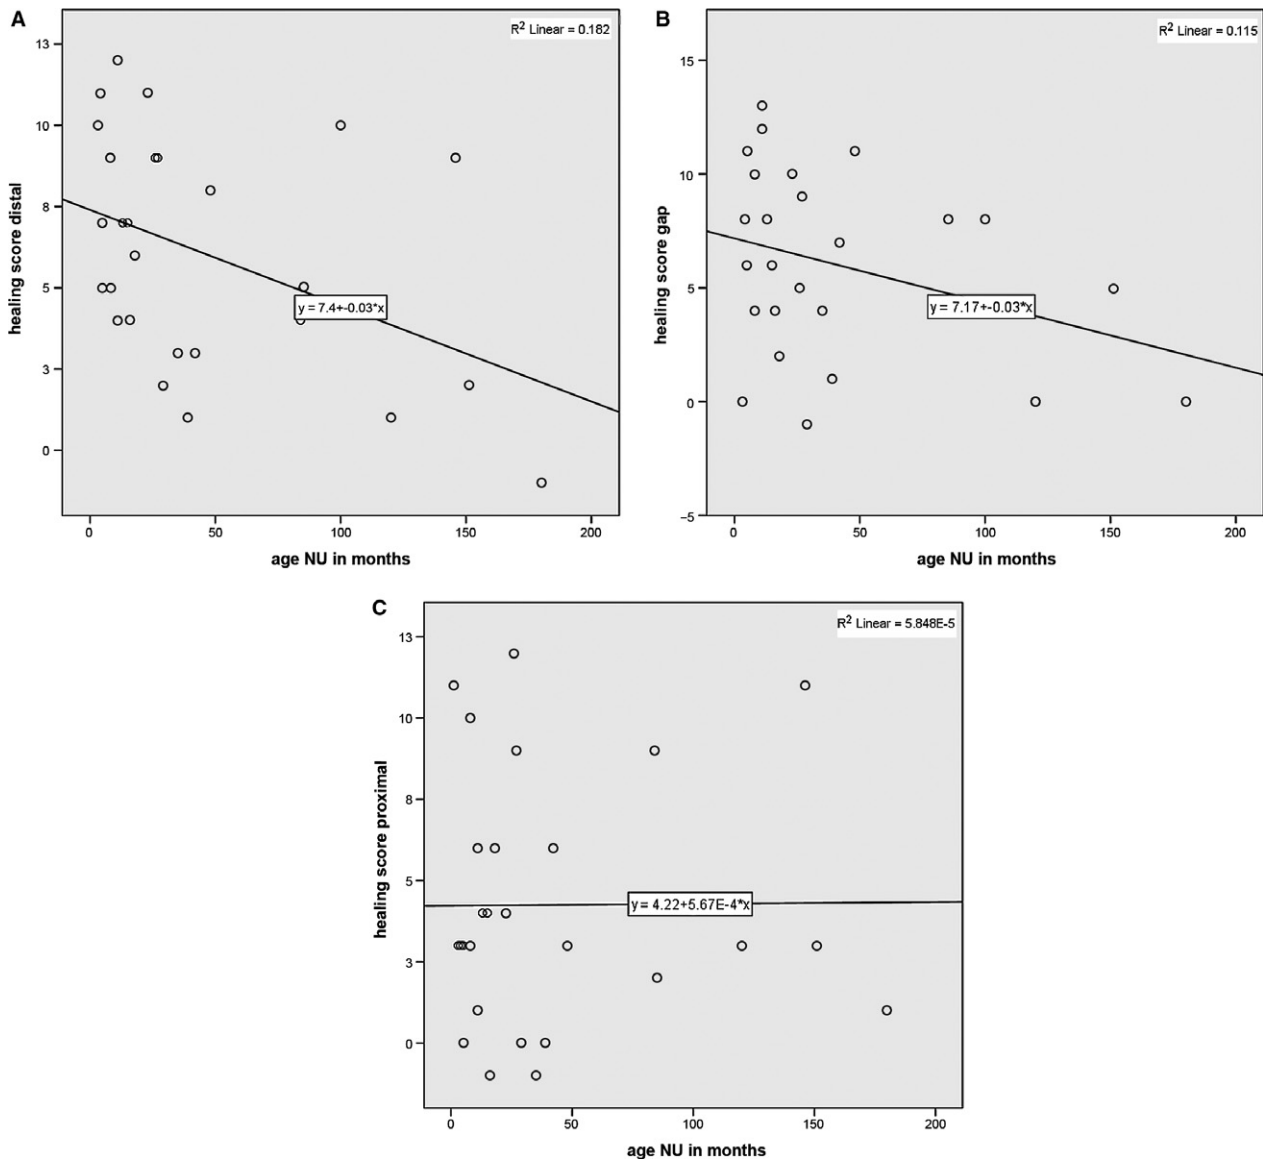 A
R² Linear = 0.182
13
10
8
5
3
0
healing score distal
y = 7.4+-0.03*x
0 50 100 150 200
age NU in months
B
R² Linear = 0.115
15
10
5
0
−5
healing score gap
y = 7.17+-0.03*x
0 50 100 150 200
age NU in months
C
R² Linear = 5.848E-5
13
10
8
5
3
0
healing score proximal
y = 4.22+5.67E-4*x
0 50 100 150 200
age NU in months